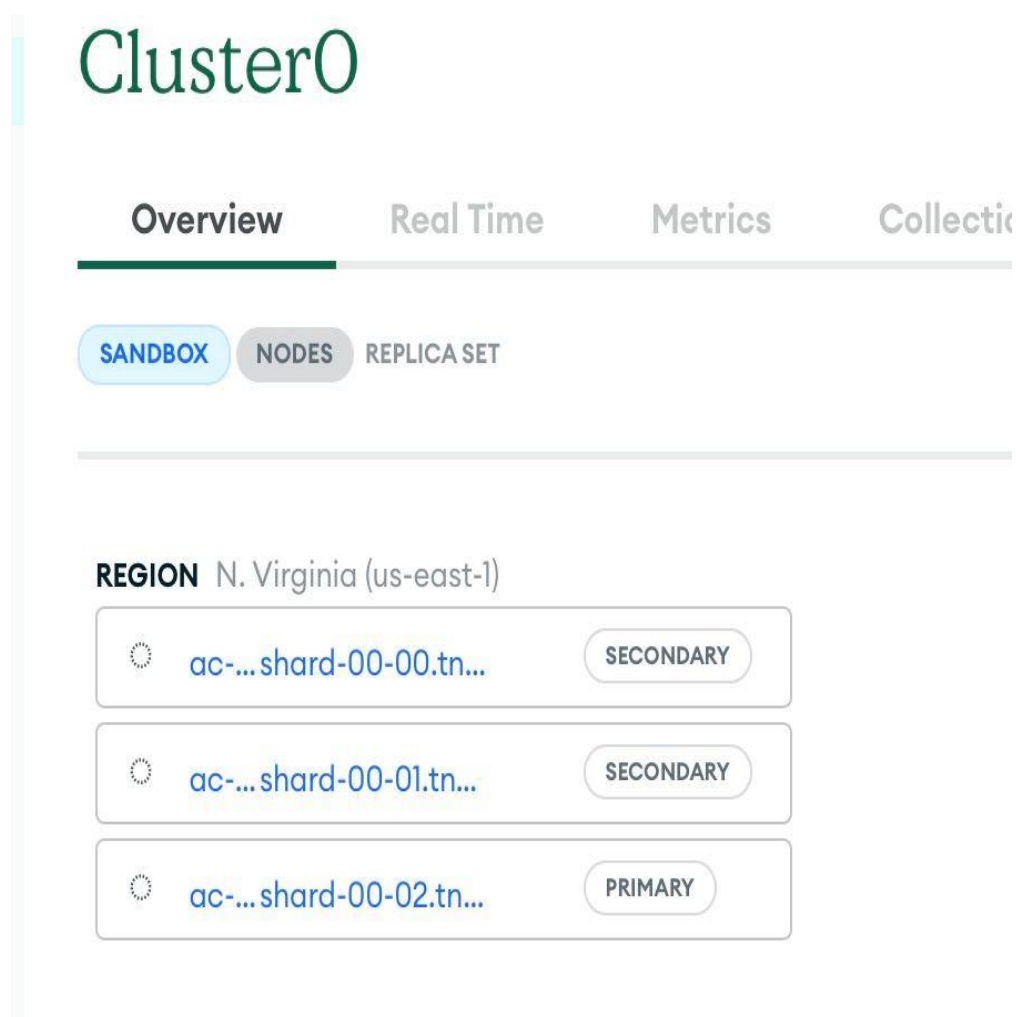 Cluster0
Overview Real Time Metrics Collectio
SANDBOX NODES REPLICA SET
REGION N. Virginia (us-east-1)
ac-... shard-00-00.tn... SECONDARY
ac-... shard-00-01.tn... SECONDARY
ac-... shard-00-02.tn... PRIMARY